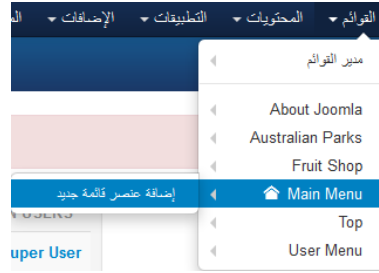 القوائم المحتويات التطبيقات الإضافات
مدير القوائم
About Joomla
Australian Parks
Fruit Shop
Main Menu
إضافة عنصر قائمة جديد
Top
User Menu
USERS
uper User